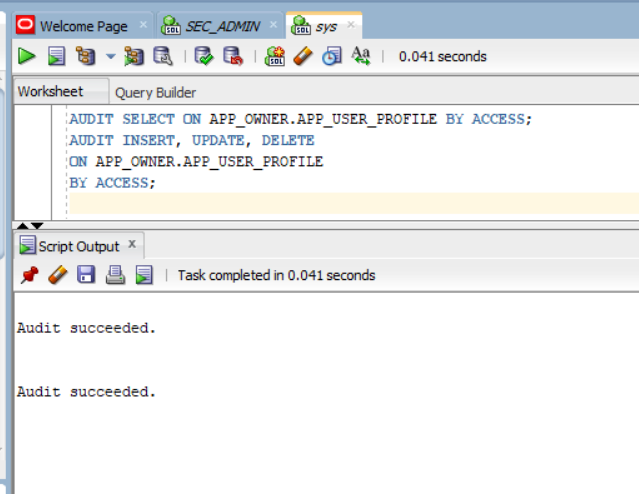 Welcome Page
SEC_ADMIN
sys
0.041 seconds
Worksheet
Query Builder
AUDIT SELECT ON APP_OWNER.APP_USER_PROFILE BY ACCESS;
AUDIT INSERT, UPDATE, DELETE
ON APP_OWNER.APP_USER_PROFILE
BY ACCESS;
Script Output
Task completed in 0.041 seconds
Audit succeeded.
Audit succeeded.